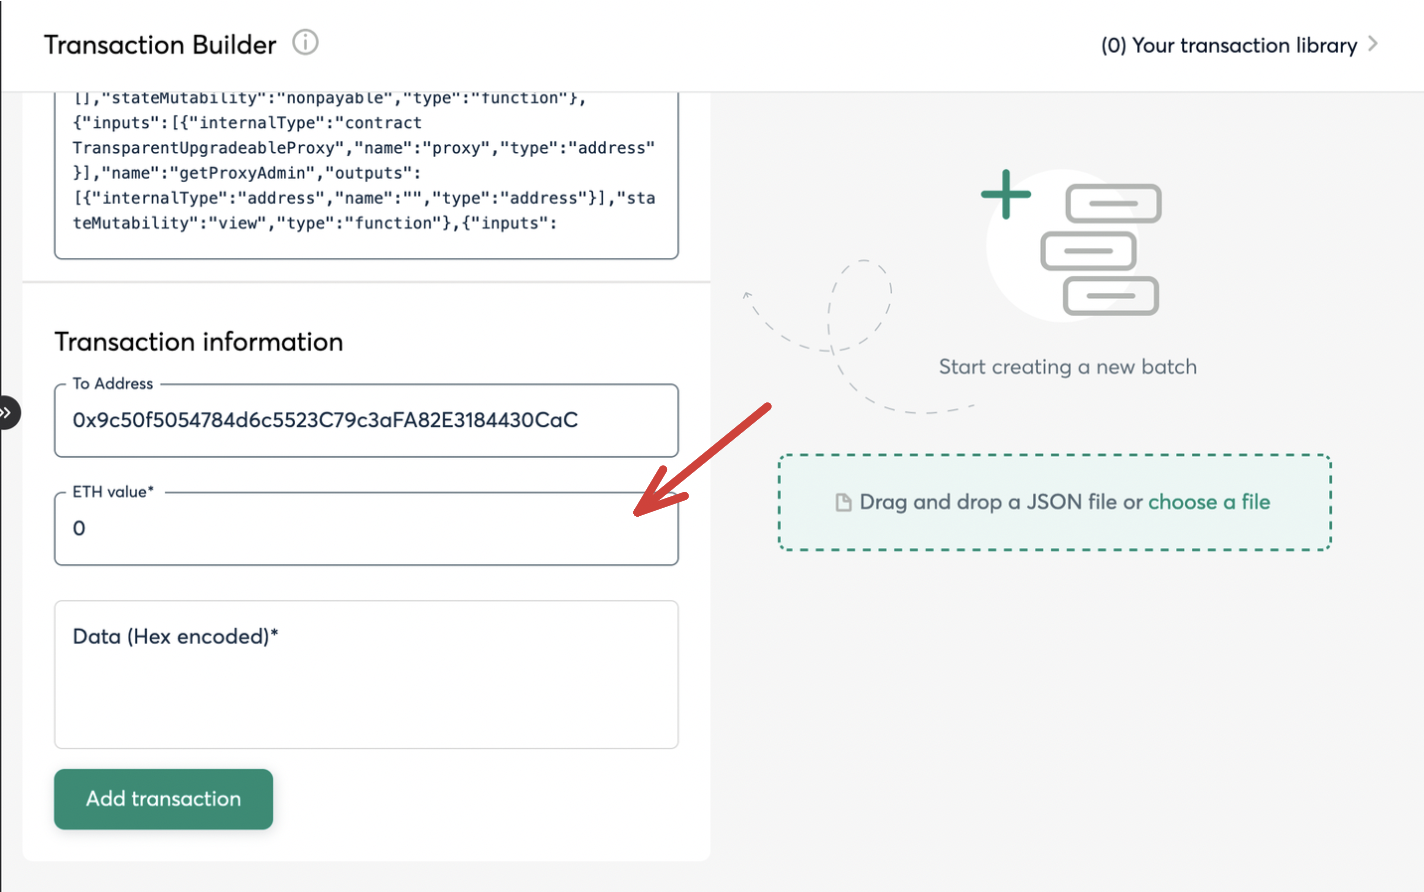 Transaction Builder
(0) Your transaction library
[],"stateMutability":"nonpayable","type":"function"},
{"inputs":[{"internalType":"contract
TransparentUpgradeableProxy","name":"proxy","type":"address"
}],"name":"getProxyAdmin","outputs":
[{"internalType":"address","name":"","type":"address"}],"sta
teMutability":"view","type":"function"},{"inputs":
Transaction information
To Address
0x9c50f5054784d6c5523C79c3aFA82E3184430CaC
ETH value*
0
Data (Hex encoded)*
Add transaction
Start creating a new batch
Drag and drop a JSON file or choose a file